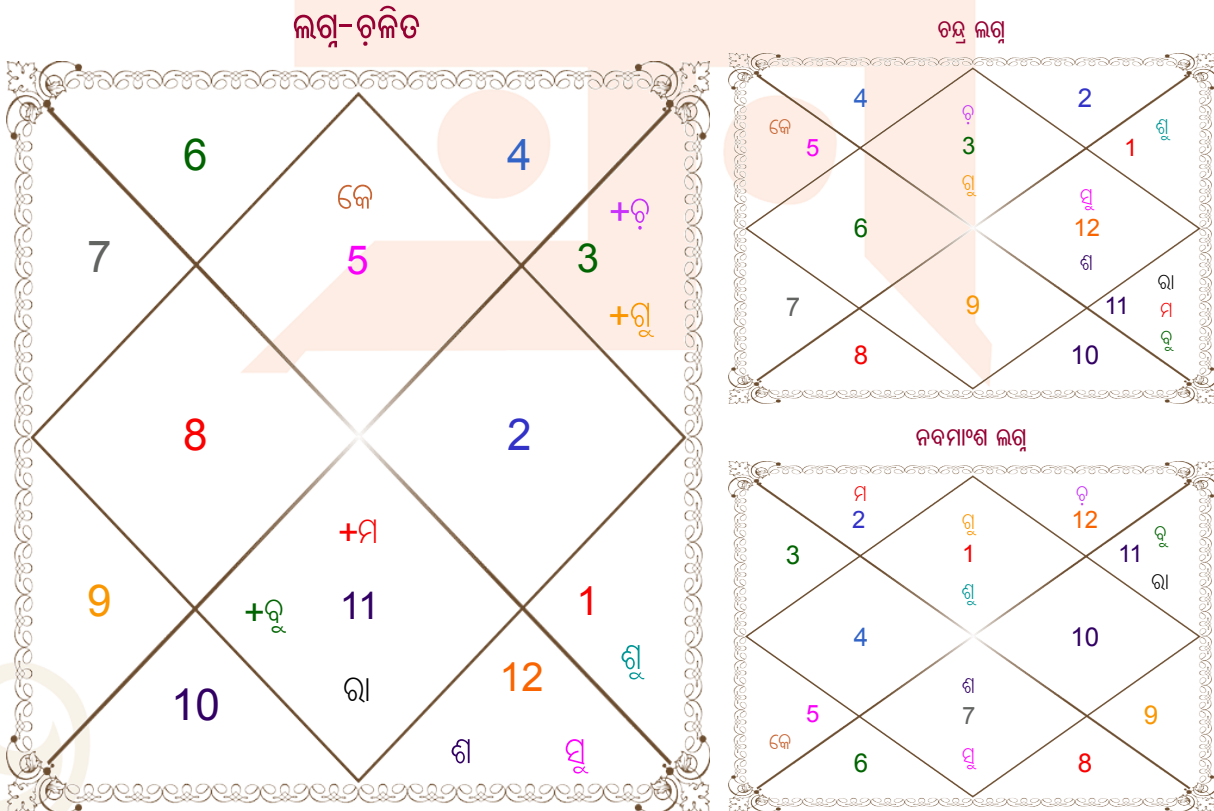 ଲଗ୍ନ-ଚ଼ଳିତ
6
4
କେ
+ଚ଼
7
5
3
+ଗୁ
8
2
+ମ
9
+ବୁ
11
1
ଶୁ
10
ରା
12
ଶ
ସୁ
ଚନ୍ଦ୍ର ଲଗ୍ନ
4
2
ଚ଼
କେ
ଶୁ
5
3
1
ଗୁ
ସୁ
6
12
ଶ
ରା
7
9
11
ମ
ବୁ
8
10
ନବମାଂଶ ଲଗ୍ନ
ମ
ଚ଼
2
ଗୁ
12
ବୁ
3
1
11
ରା
ଶୁ
4
10
ଶ
5
7
9
କେ
ସୁ
6
8